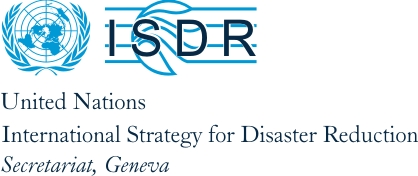 ISDR
United Nations
International Strategy for Disaster Reduction
Secretariat, Geneva